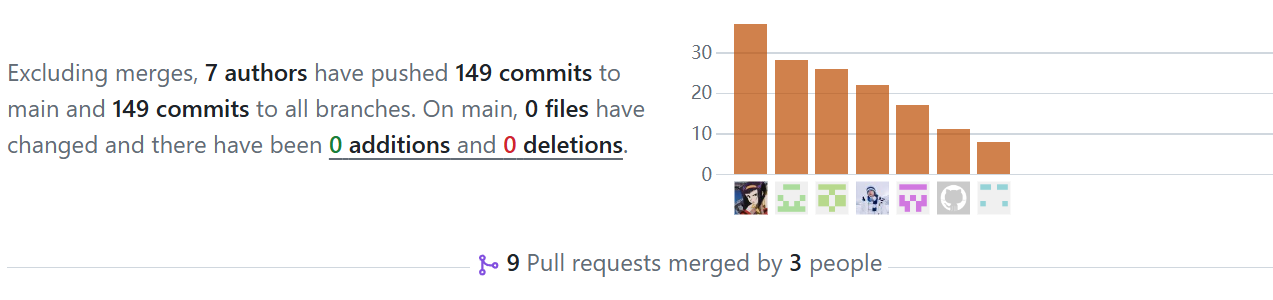 Excluding merges, 7 authors have pushed 149 commits to
main and 149 commits to all branches. On main, 0 files have
changed and there have been 0 additions and 0 deletions.
30
20
10
0
9 Pull requests merged by 3 people